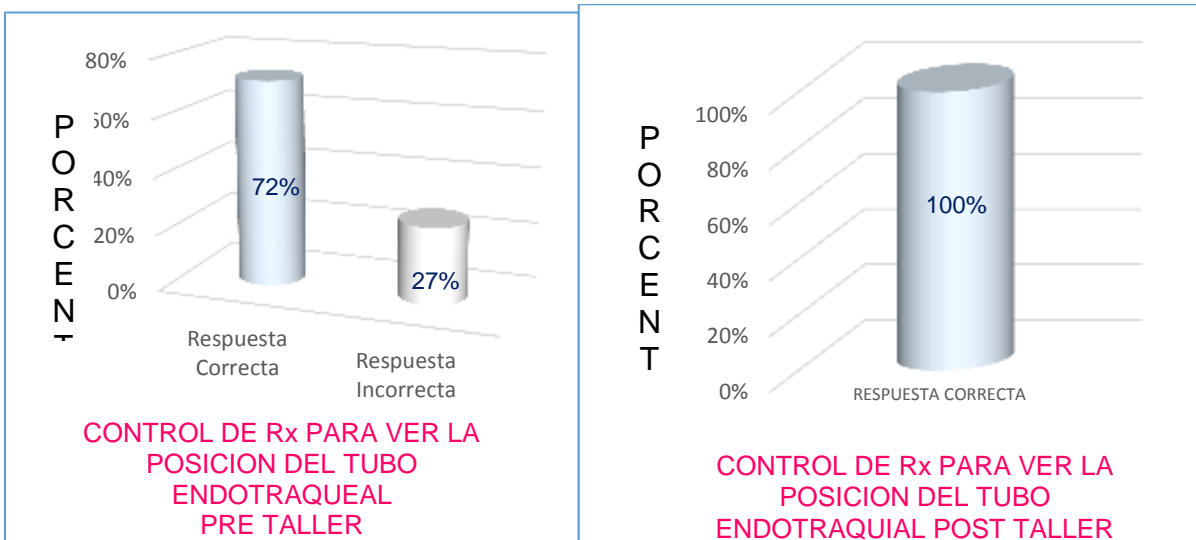 80%
60%
40%
20%
0%
P
O
R
C
E
N
72%
27%
Respuesta
Correcta
Respuesta
Incorrecta
CONTROL DE Rx PARA VER LA
POSICION DEL TUBO
ENDOTRAQUEAL
PRE TALLER
100%
80%
60%
40%
20%
0%
P
O
R
C
E
N
T
100%
RESPUESTA CORRECTA
CONTROL DE Rx PARA VER LA
POSICION DEL TUBO
ENDOTRAQUIAL POST TALLER